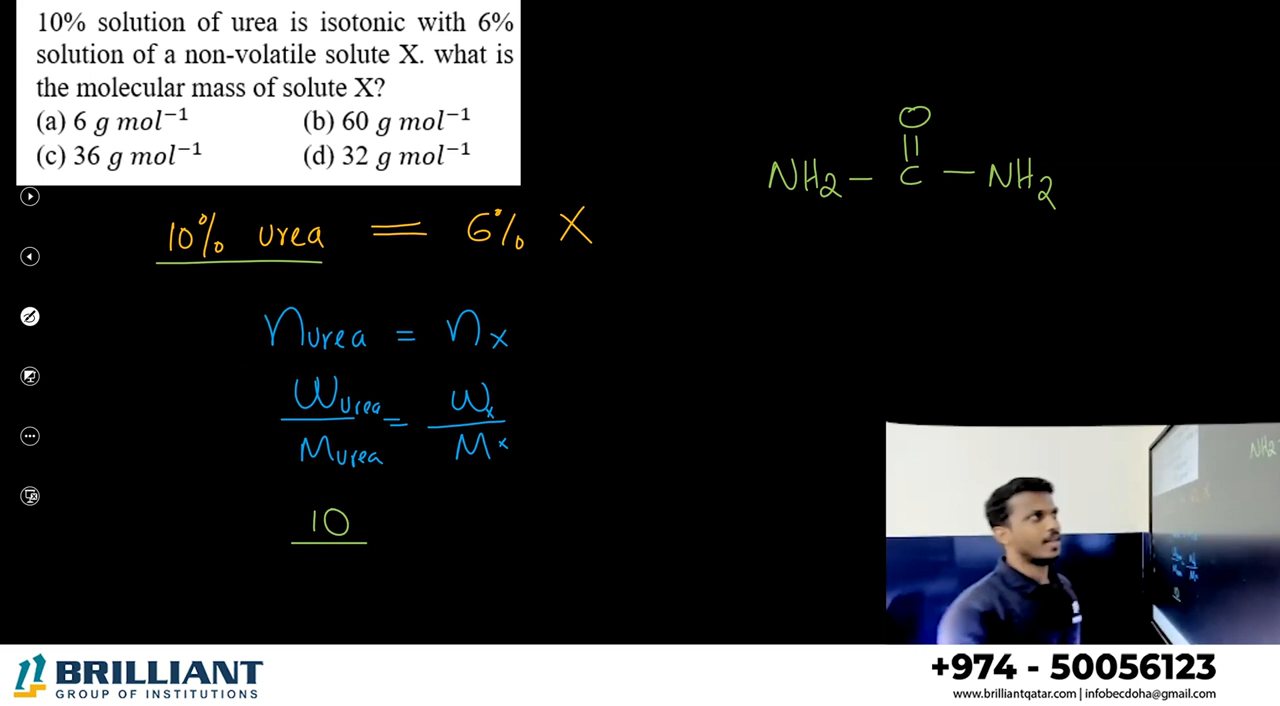 10% solution of urea is isotonic with 6%
solution of a non-volatile solute X. what is
the molecular mass of solute X?
(a) 6 g mol⁻¹ (b) 60 g mol⁻¹
(c) 36 g mol⁻¹ (d) 32 g mol⁻¹
O
||
NH2 — C — NH2
10% urea = 6% X
nurea = nx
Wurea = Wx
Murea Mx
10
BRILLIANT
GROUP OF INSTITUTIONS
+974 - 50056123
www.brilliantqatar.com | infobecdoha@gmail.com